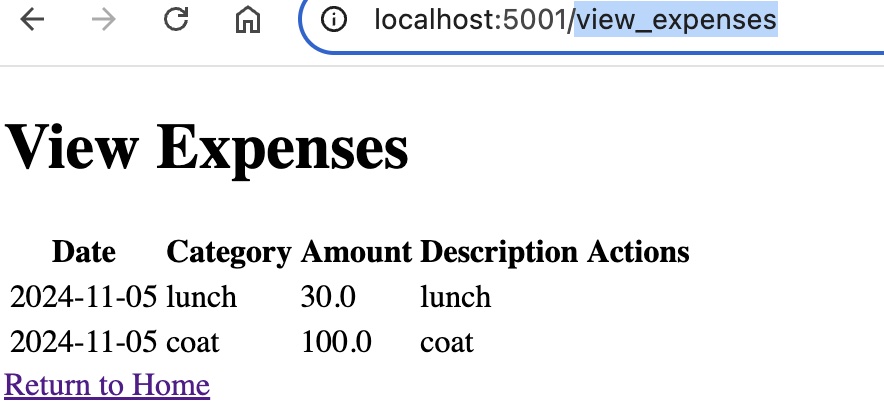 localhost:5001/view_expenses
View Expenses
Date Category Amount Description Actions
2024-11-05 lunch 30.0 lunch
2024-11-05 coat 100.0 coat
Return to Home